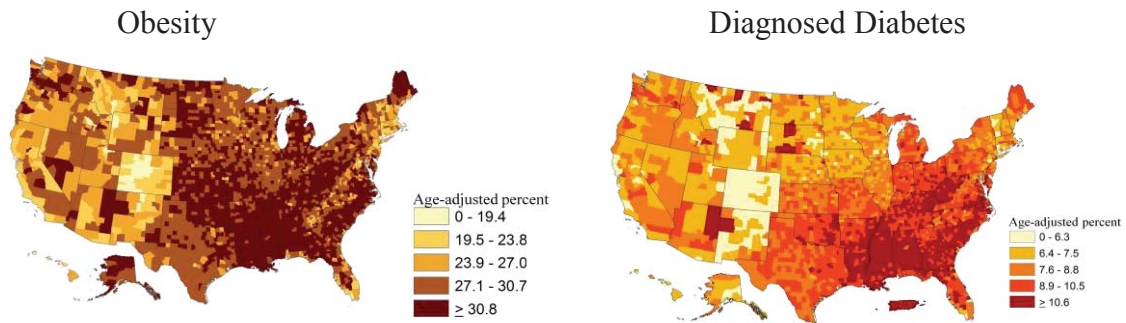 Obesity
Diagnosed Diabetes
Age-adjusted percent
0 - 19.4
19.5 - 23.8
23.9 - 27.0
27.1 - 30.7
≥ 30.8
Age-adjusted percent
0 - 6.3
6.4 - 7.5
7.6 - 8.8
8.9 - 10.5
≥ 10.6